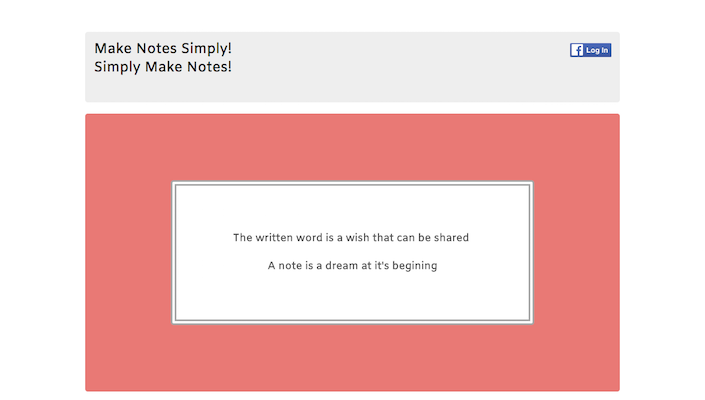 Make Notes Simply!
Simply Make Notes!
f Log In
The written word is a wish that can be shared
A note is a dream at it's begining